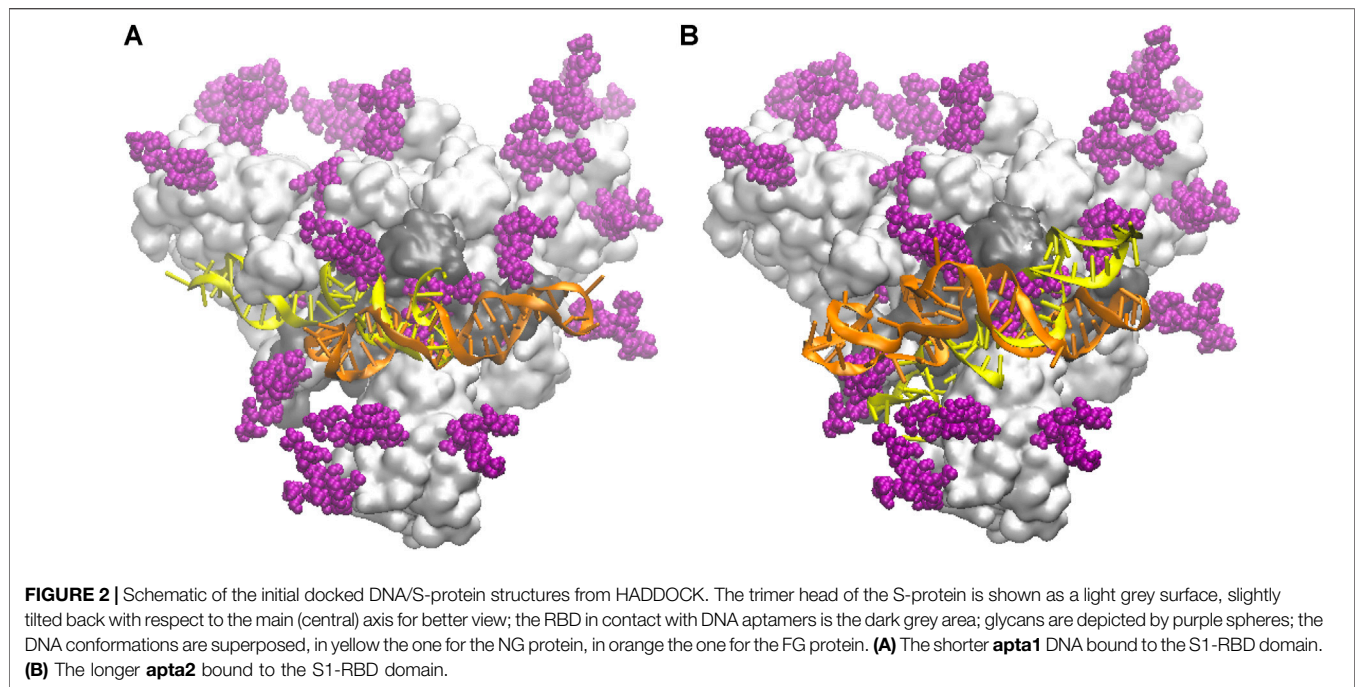 A
B
FIGURE 2 | Schematic of the initial docked DNA/S-protein structures from HADDOCK. The trimer head of the S-protein is shown as a light grey surface, slightly
tilted back with respect to the main (central) axis for better view; the RBD in contact with DNA aptamers is the dark grey area; glycans are depicted by purple spheres; the
DNA conformations are superposed, in yellow the one for the NG protein, in orange the one for the FG protein. (A) The shorter apta1 DNA bound to the S1-RBD domain.
(B) The longer apta2 bound to the S1-RBD domain.